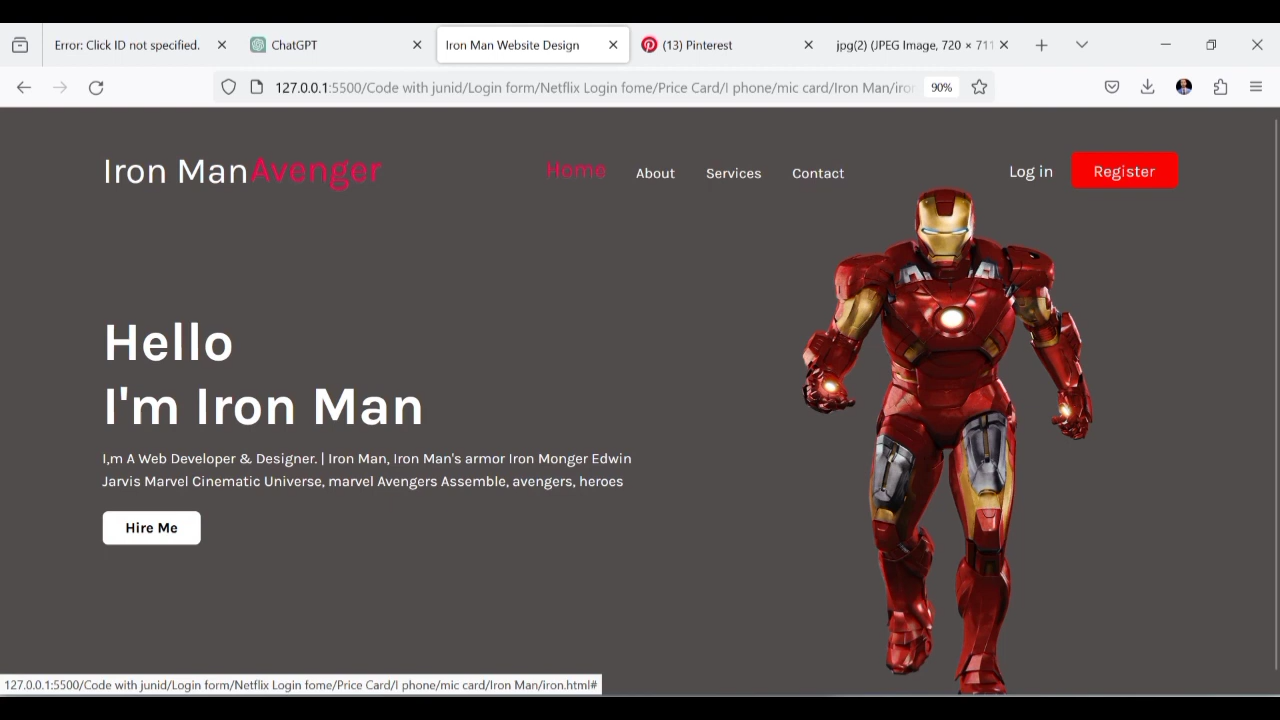 Error: Click ID not specified.
ChatGPT
Iron Man Website Design
(13) Pinterest
jpg(2) (JPEG Image, 720 × 711
127.0.0.1:5500/Code with junid/Login form/Netflix Login fome/Price Card/I phone/mic card/Iron Man/iron
90%
Iron Man Avenger
Home
About
Services
Contact
Log in
Register
Hello
I'm Iron Man
I,m A Web Developer & Designer. | Iron Man, Iron Man's armor Iron Monger Edwin
Jarvis Marvel Cinematic Universe, marvel Avengers Assemble, avengers, heroes
Hire Me
127.0.0.1:5500/Code with junid/Login form/Netflix Login fome/Price Card/I phone/mic card/Iron Man/iron.html#